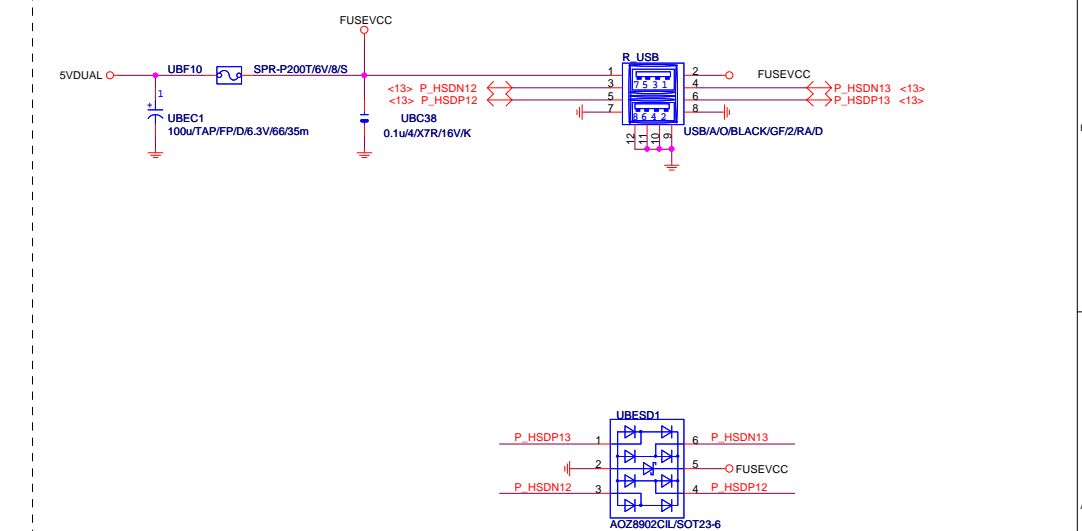 FUSEVCC
5VDUAL
UBF10
SPR-P200T/6V/8/S
1
+
UBEC1
100u/TAP/FP/D/6.3V/66/35m
UBC38
0.1u/4/X7R/16V/K
R_USB
1
3
5
7
7 5 3 1
8 6 4 2
2
4
6
8
FUSEVCC
<13> P_HSDN12
<13> P_HSDP12
P_HSDN13 <13>
P_HSDP13 <13>
USB/A/O/BLACK/GF/2/RA/D
12
11
10
9
UBESD1
P_HSDP13
1
6
P_HSDN13
2
5
FUSEVCC
P_HSDN12
3
4
P_HSDP12
AOZ8902CIL/SOT23-6